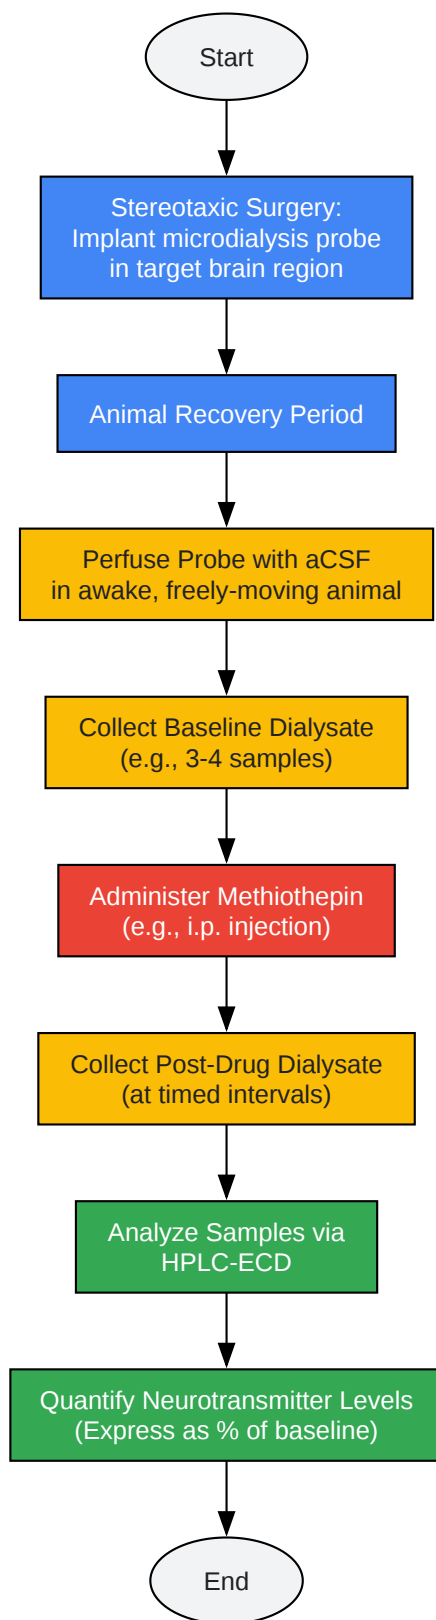 Start
Stereotaxic Surgery:
Implant microdialysis probe
in target brain region
Animal Recovery Period
Perfuse Probe with aCSF
in awake, freely-moving animal
Collect Baseline Dialysate
(e.g., 3-4 samples)
Administer Methiothepin
(e.g., i.p. injection)
Collect Post-Drug Dialysate
(at timed intervals)
Analyze Samples via
HPLC-ECD
Quantify Neurotransmitter Levels
(Express as % of baseline)
End